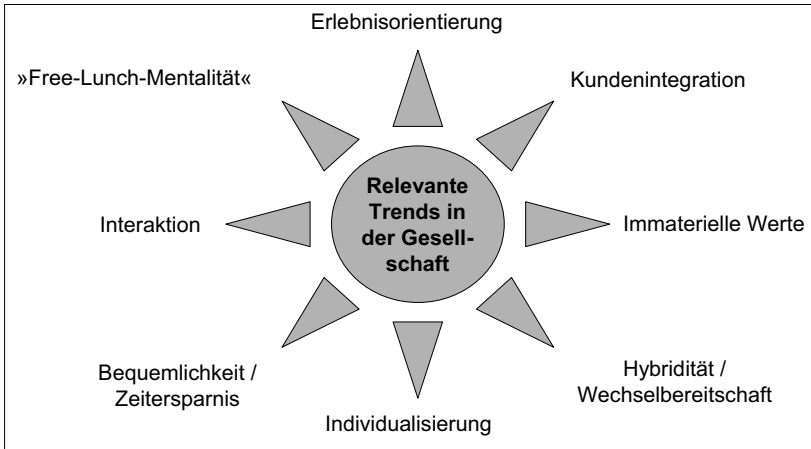 Erlebnisorientierung
»Free-Lunch-Mentalität«
Kundenintegration
Relevante
Trends in
der Gesell-
schaft
Interaktion
Immaterielle Werte
Bequemlichkeit /
Zeitersparnis
Hybridität /
Wechselbereitschaft
Individualisierung